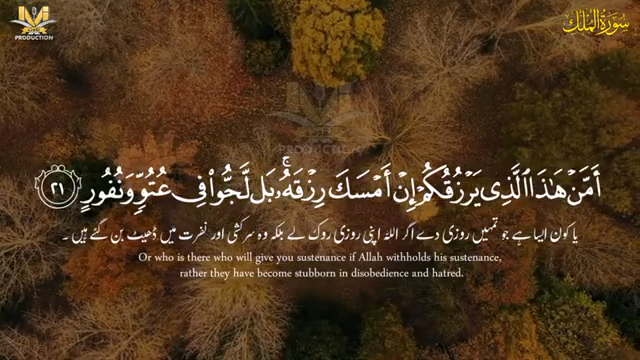 PRODUCTION
سُوۡرَةُ الۡمُلۡكِ
PRODUCTION
أَمَّنۡ هَٰذَا ٱلَّذِي يَرۡزُقُكُمۡ إِنۡ أَمۡسَكَ رِزۡقَهُۥۚ بَل لَّجُّواْ فِي عُتُوّٖ وَنُفُورٍ ٢١
یا کون ایسا ہے جو تمہیں روزی دے اگر اللہ اپنی روزی روک لے بلکہ وہ سرکشی اور نفرت میں ڈھیٹ بن گئے ہیں ۔
Or who is there who will give you sustenance if Allah withholds his sustenance,
rather they have become stubborn in disobedience and hatred.